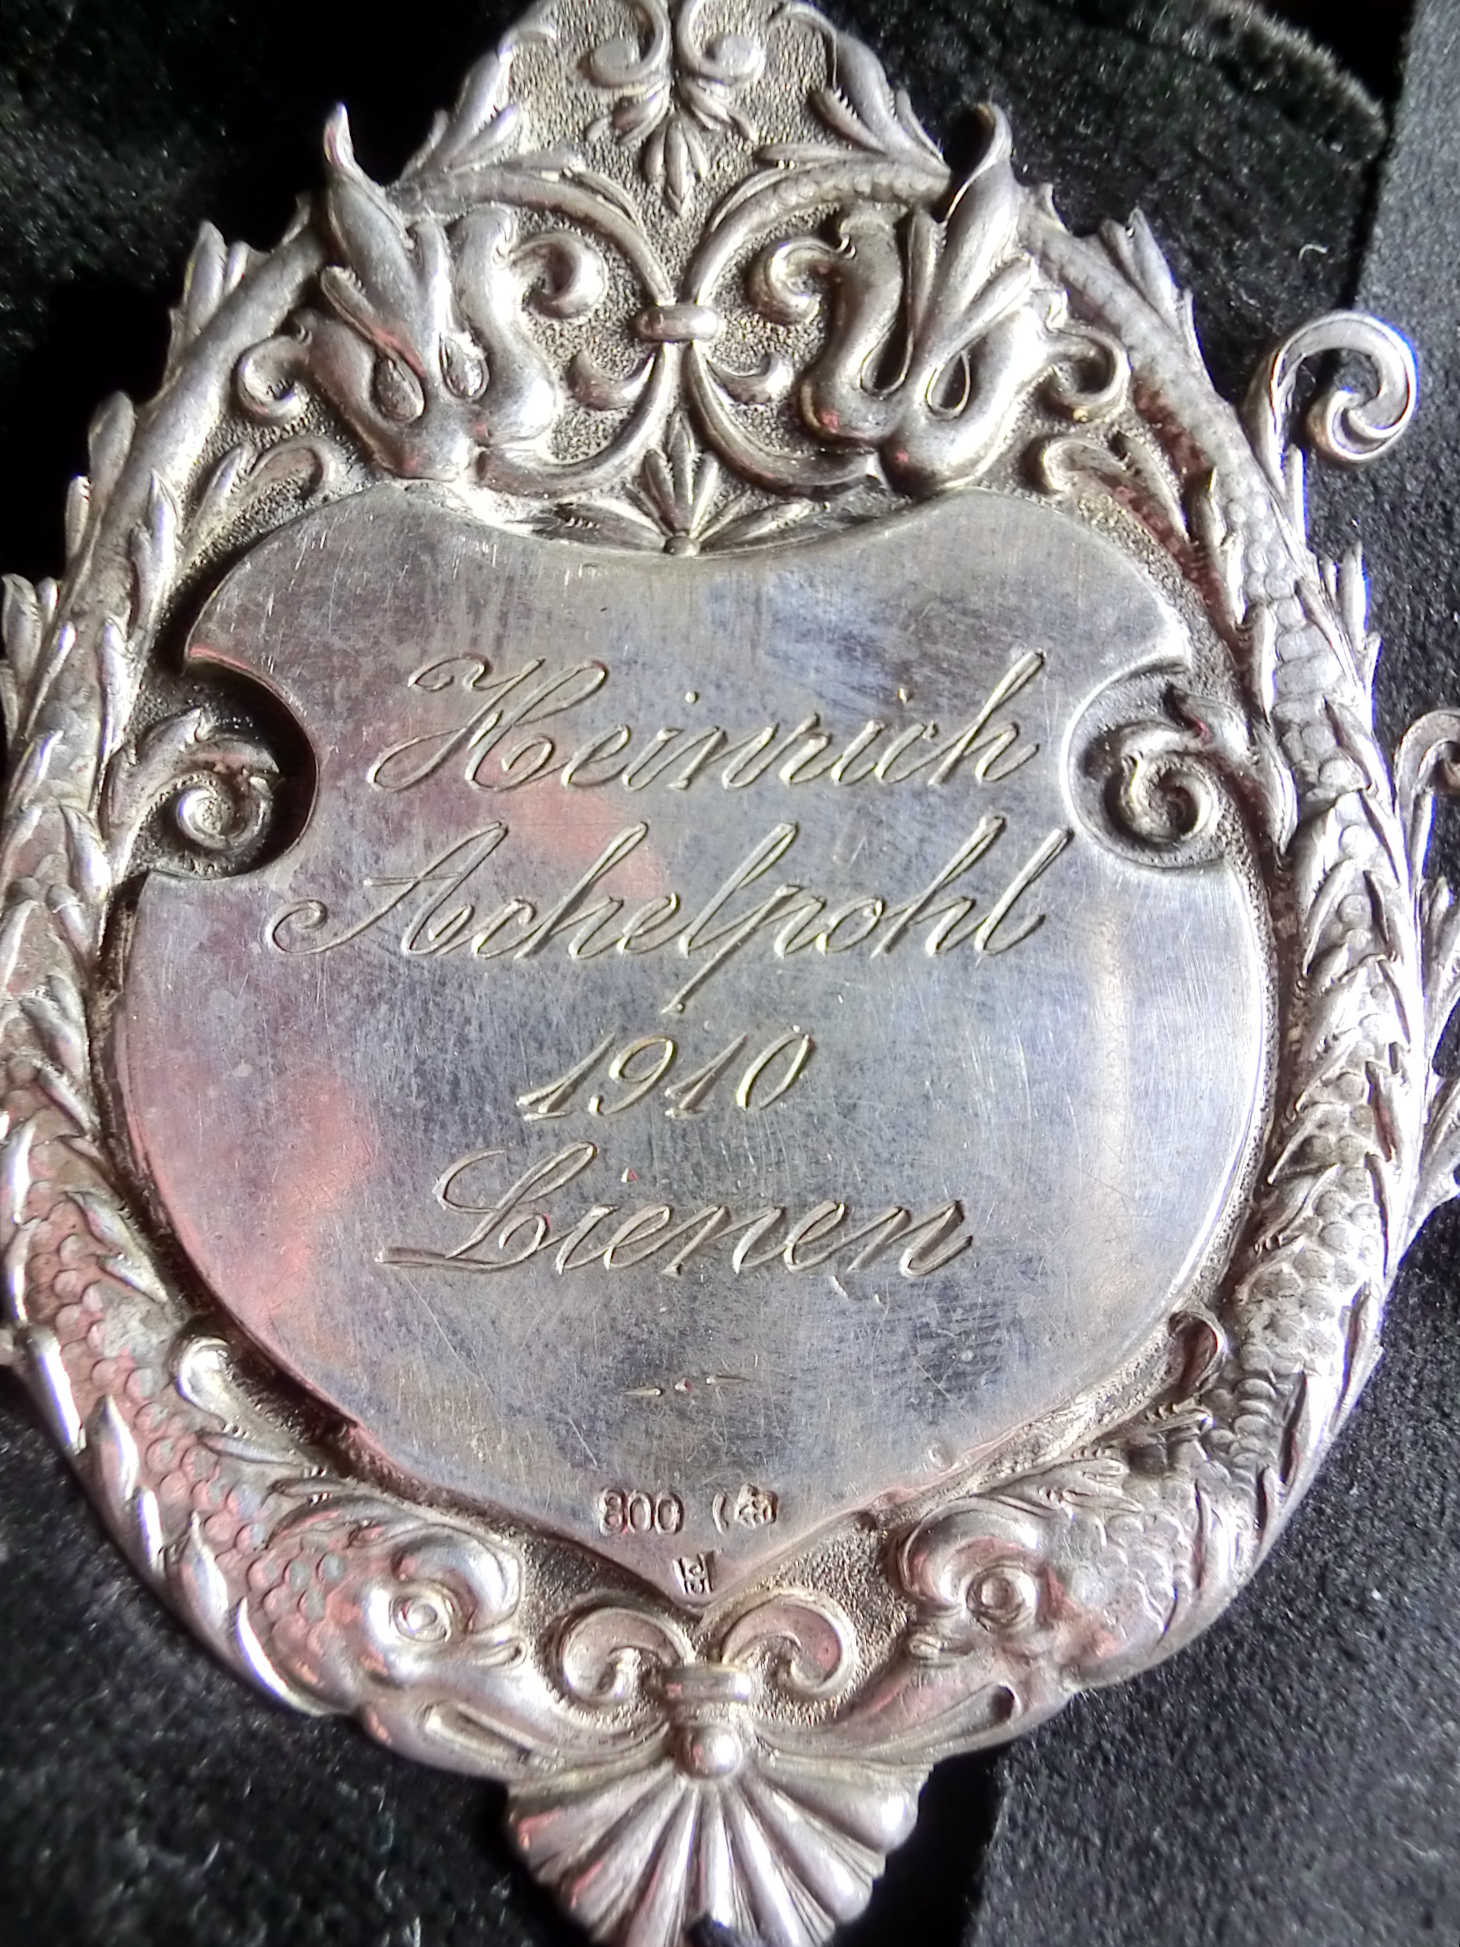 Heinrich
Achelpohl
1910
Lienen
800